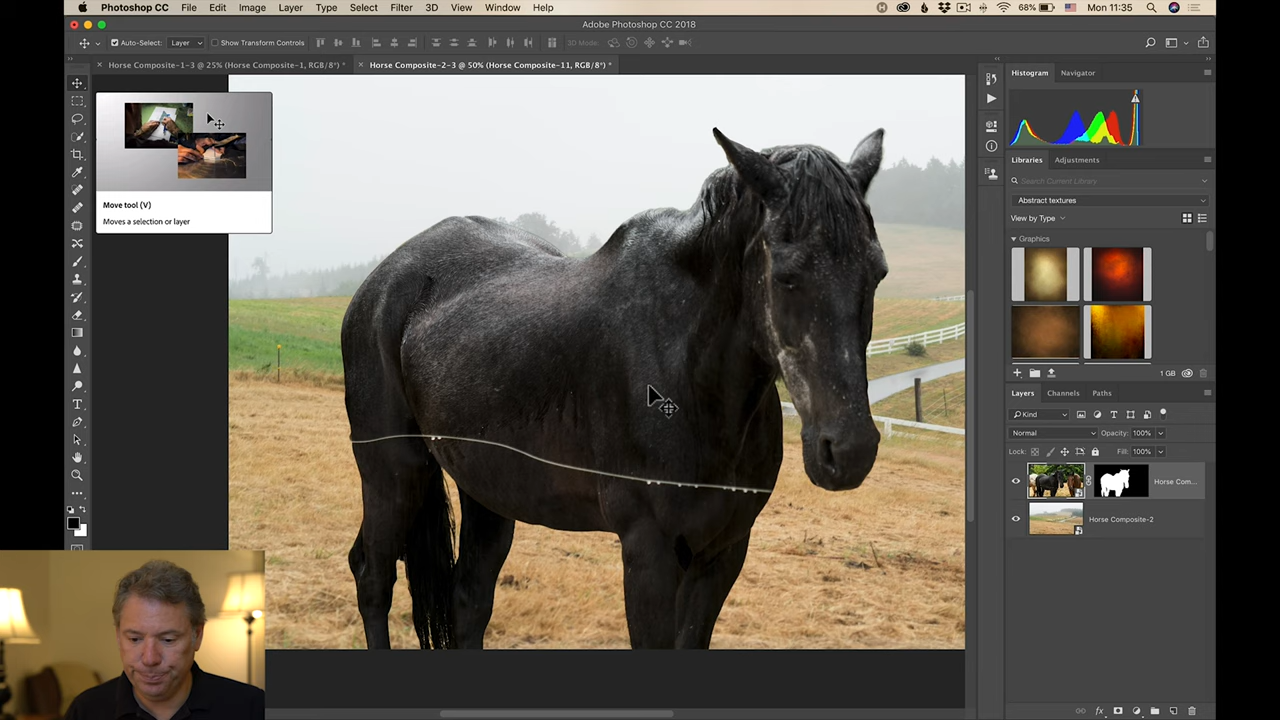 Photoshop CC File Edit Image Layer Type Select Filter 3D View Window Help 68% Mon 11:35
Adobe Photoshop CC 2018
Auto-Select: Layer Show Transform Controls 3D Mode:
Horse Composite-1-3 @ 25% (Horse Composite-1, RGB/8*) * Horse Composite-2-3 @ 50% (Horse Composite-11, RGB/8*) *
Move tool (V)
Moves a selection or layer
Histogram Navigator
Libraries Adjustments
Search Current Library
Abstract textures
View by Type
Graphics
1 GB
Layers Channels Paths
Kind
Normal Opacity: 100%
Lock: Fill: 100%
Horse Com...
Horse Composite-2